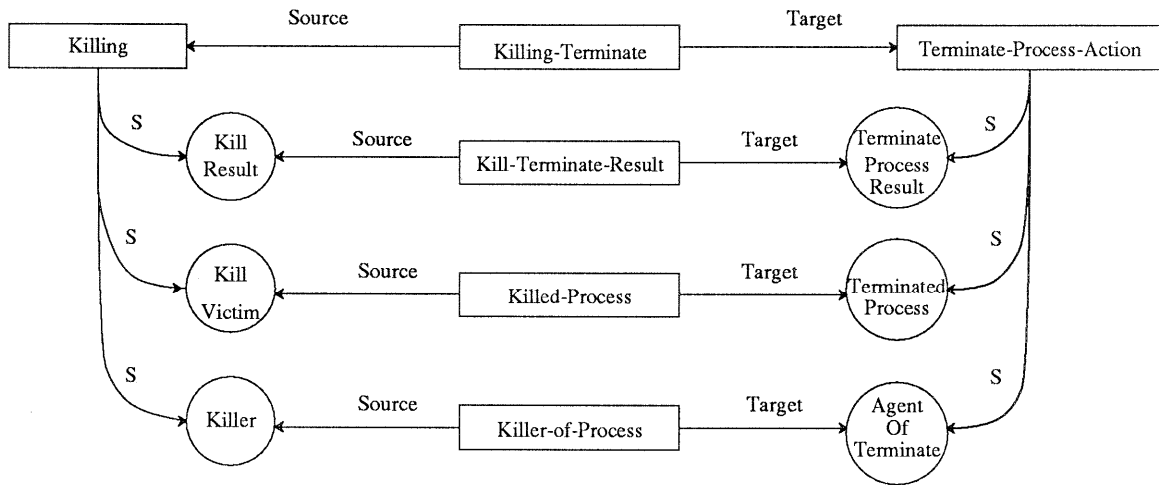 Source
Target
Killing
Killing-Terminate
Terminate-Process-Action
S
Kill
Result
Source
Kill-Terminate-Result
Target
Terminate
Process
Result
S
S
Kill
Victim
Source
Killed-Process
Target
Terminated
Process
S
S
Killer
Source
Killer-of-Process
Target
Agent
Of
Terminate
S